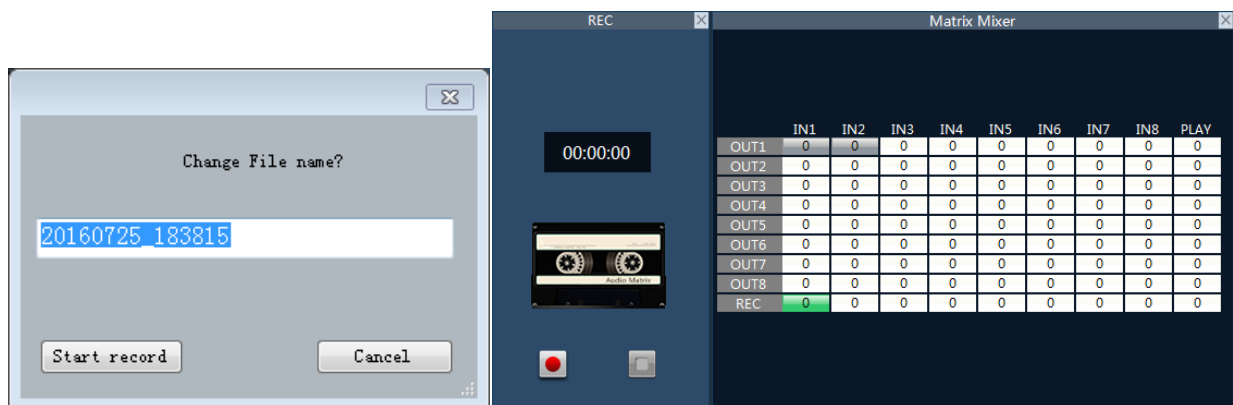 Change File name?
20160725_183815
Start record Cancel
REC
00:00:00
Audio Matrix
Matrix Mixer
IN1 IN2 IN3 IN4 IN5 IN6 IN7 IN8 PLAY
OUT1 0 0 0 0 0 0 0 0 0
OUT2 0 0 0 0 0 0 0 0 0
OUT3 0 0 0 0 0 0 0 0 0
OUT4 0 0 0 0 0 0 0 0 0
OUT5 0 0 0 0 0 0 0 0 0
OUT6 0 0 0 0 0 0 0 0 0
OUT7 0 0 0 0 0 0 0 0 0
OUT8 0 0 0 0 0 0 0 0 0
REC 0 0 0 0 0 0 0 0 0